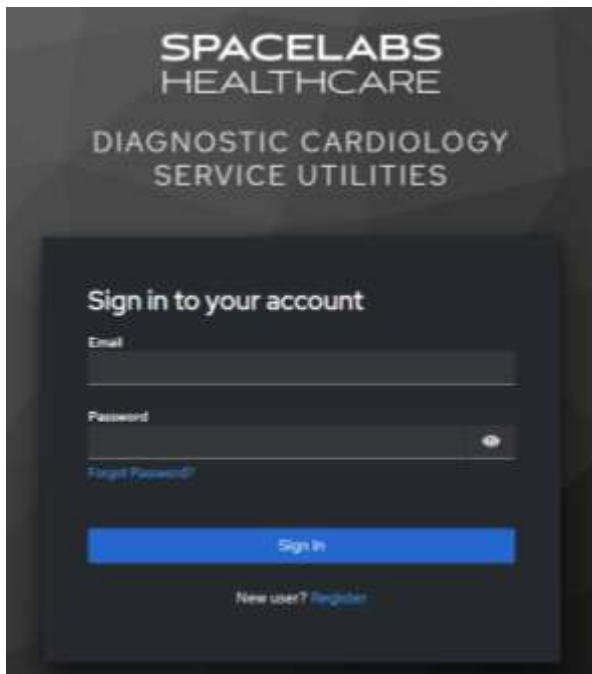 SPACELABS
HEALTHCARE
DIAGNOSTIC CARDIOLOGY
SERVICE UTILITIES
Sign in to your account
Email
Password
Forgot Password?
Sign In
New user? Register